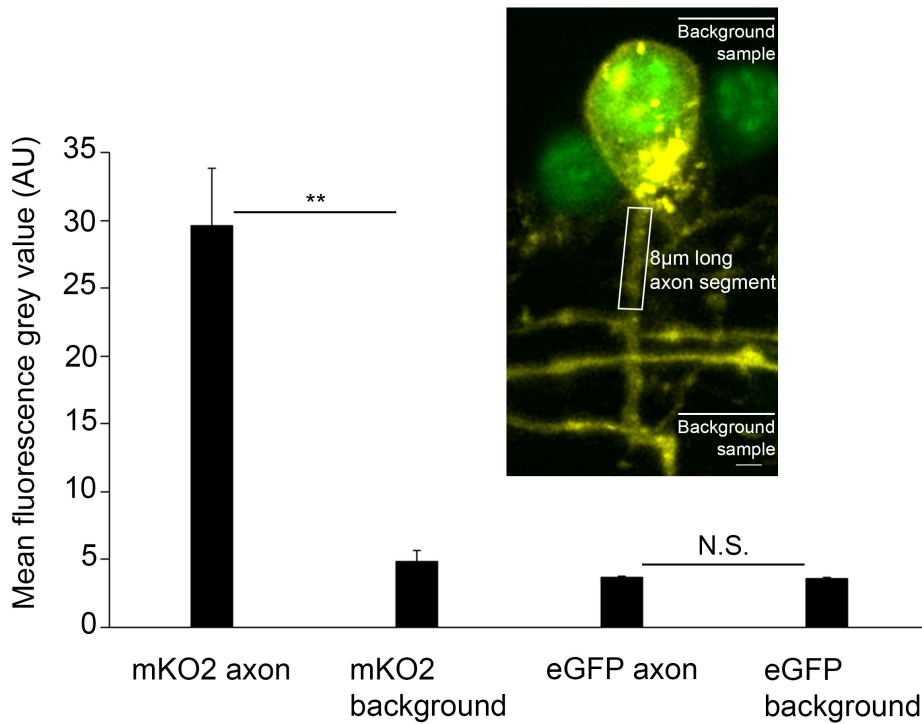 Background
sample
35
**
30
8µm long
axon segment
25
20
15
Background
sample
10
N.S.
5
0
Mean fluorescence grey value (AU)
mKO2 axon
mKO2
background
eGFP axon
eGFP
background